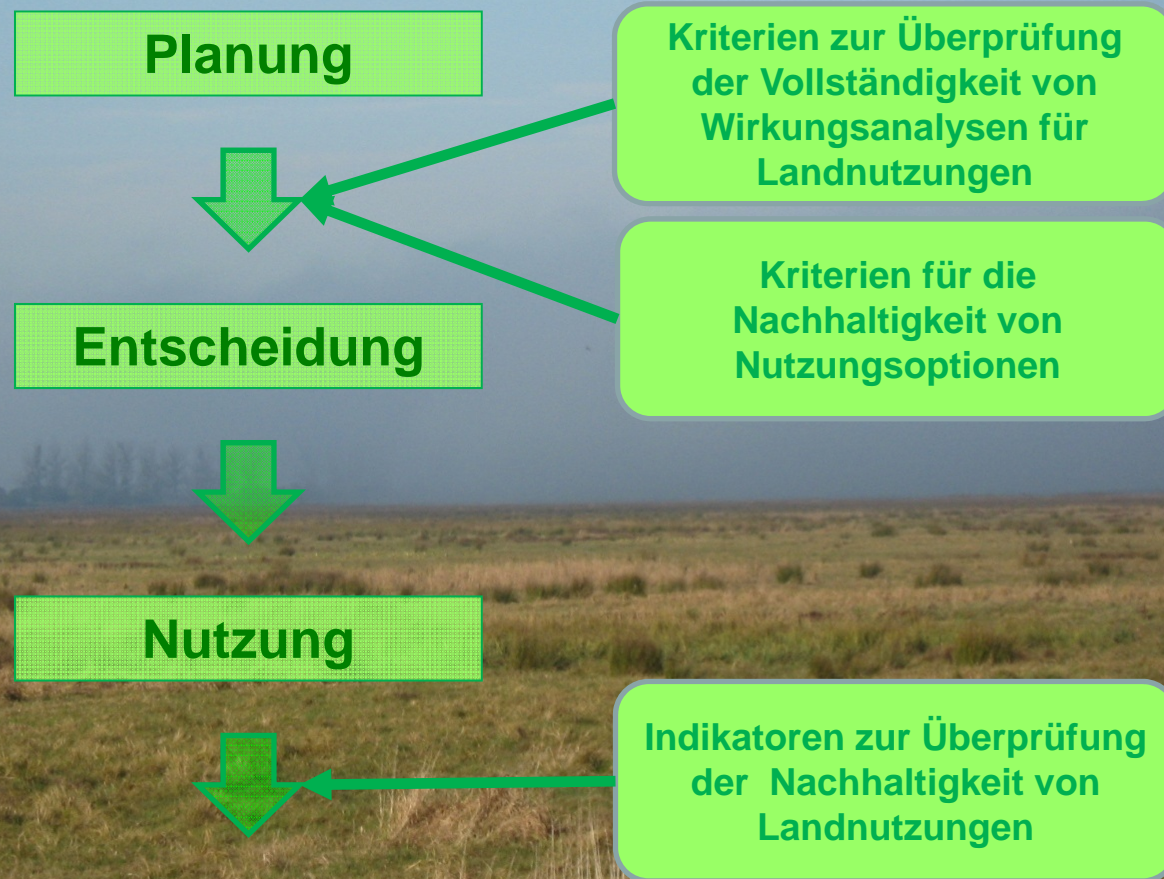 Planung
Kriterien zur Überprüfung
der Vollständigkeit von
Wirkungsanalysen für
Landnutzungen
Kriterien für die
Nachhaltigkeit von
Nutzungsoptionen
Entscheidung
Nutzung
Indikatoren zur Überprüfung
der Nachhaltigkeit von
Landnutzungen